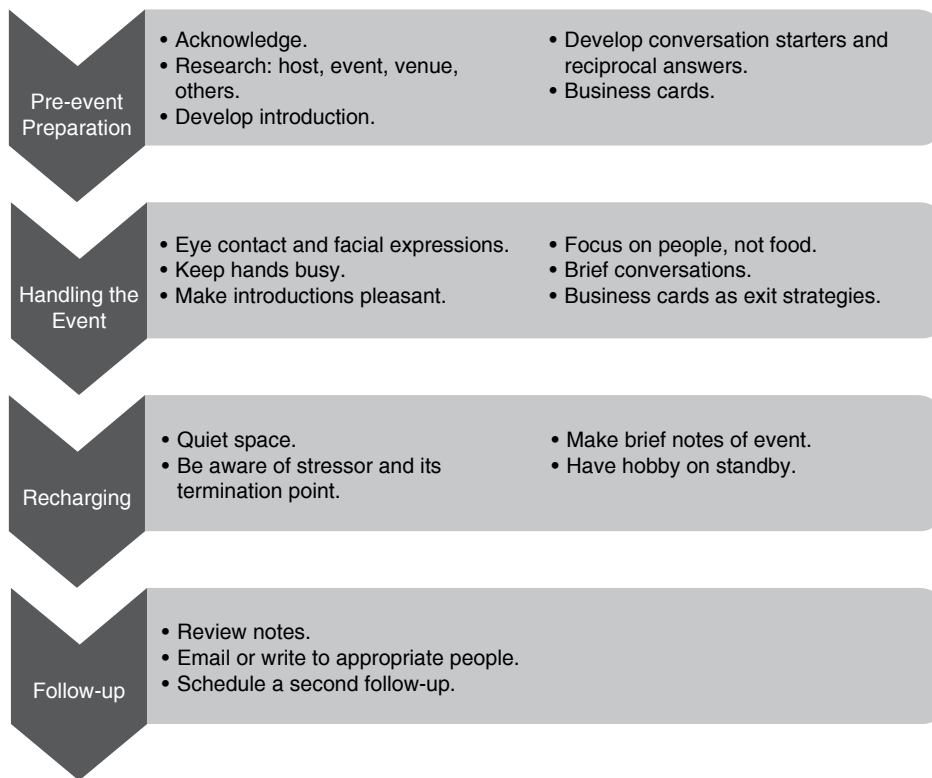 Pre-event
Preparation
• Acknowledge.
• Research: host, event, venue,
others.
• Develop introduction.
• Develop conversation starters and
reciprocal answers.
• Business cards.
Handling the
Event
• Eye contact and facial expressions.
• Keep hands busy.
• Make introductions pleasant.
• Focus on people, not food.
• Brief conversations.
• Business cards as exit strategies.
Recharging
• Quiet space.
• Be aware of stressor and its
termination point.
• Make brief notes of event.
• Have hobby on standby.
Follow-up
• Review notes.
• Email or write to appropriate people.
• Schedule a second follow-up.